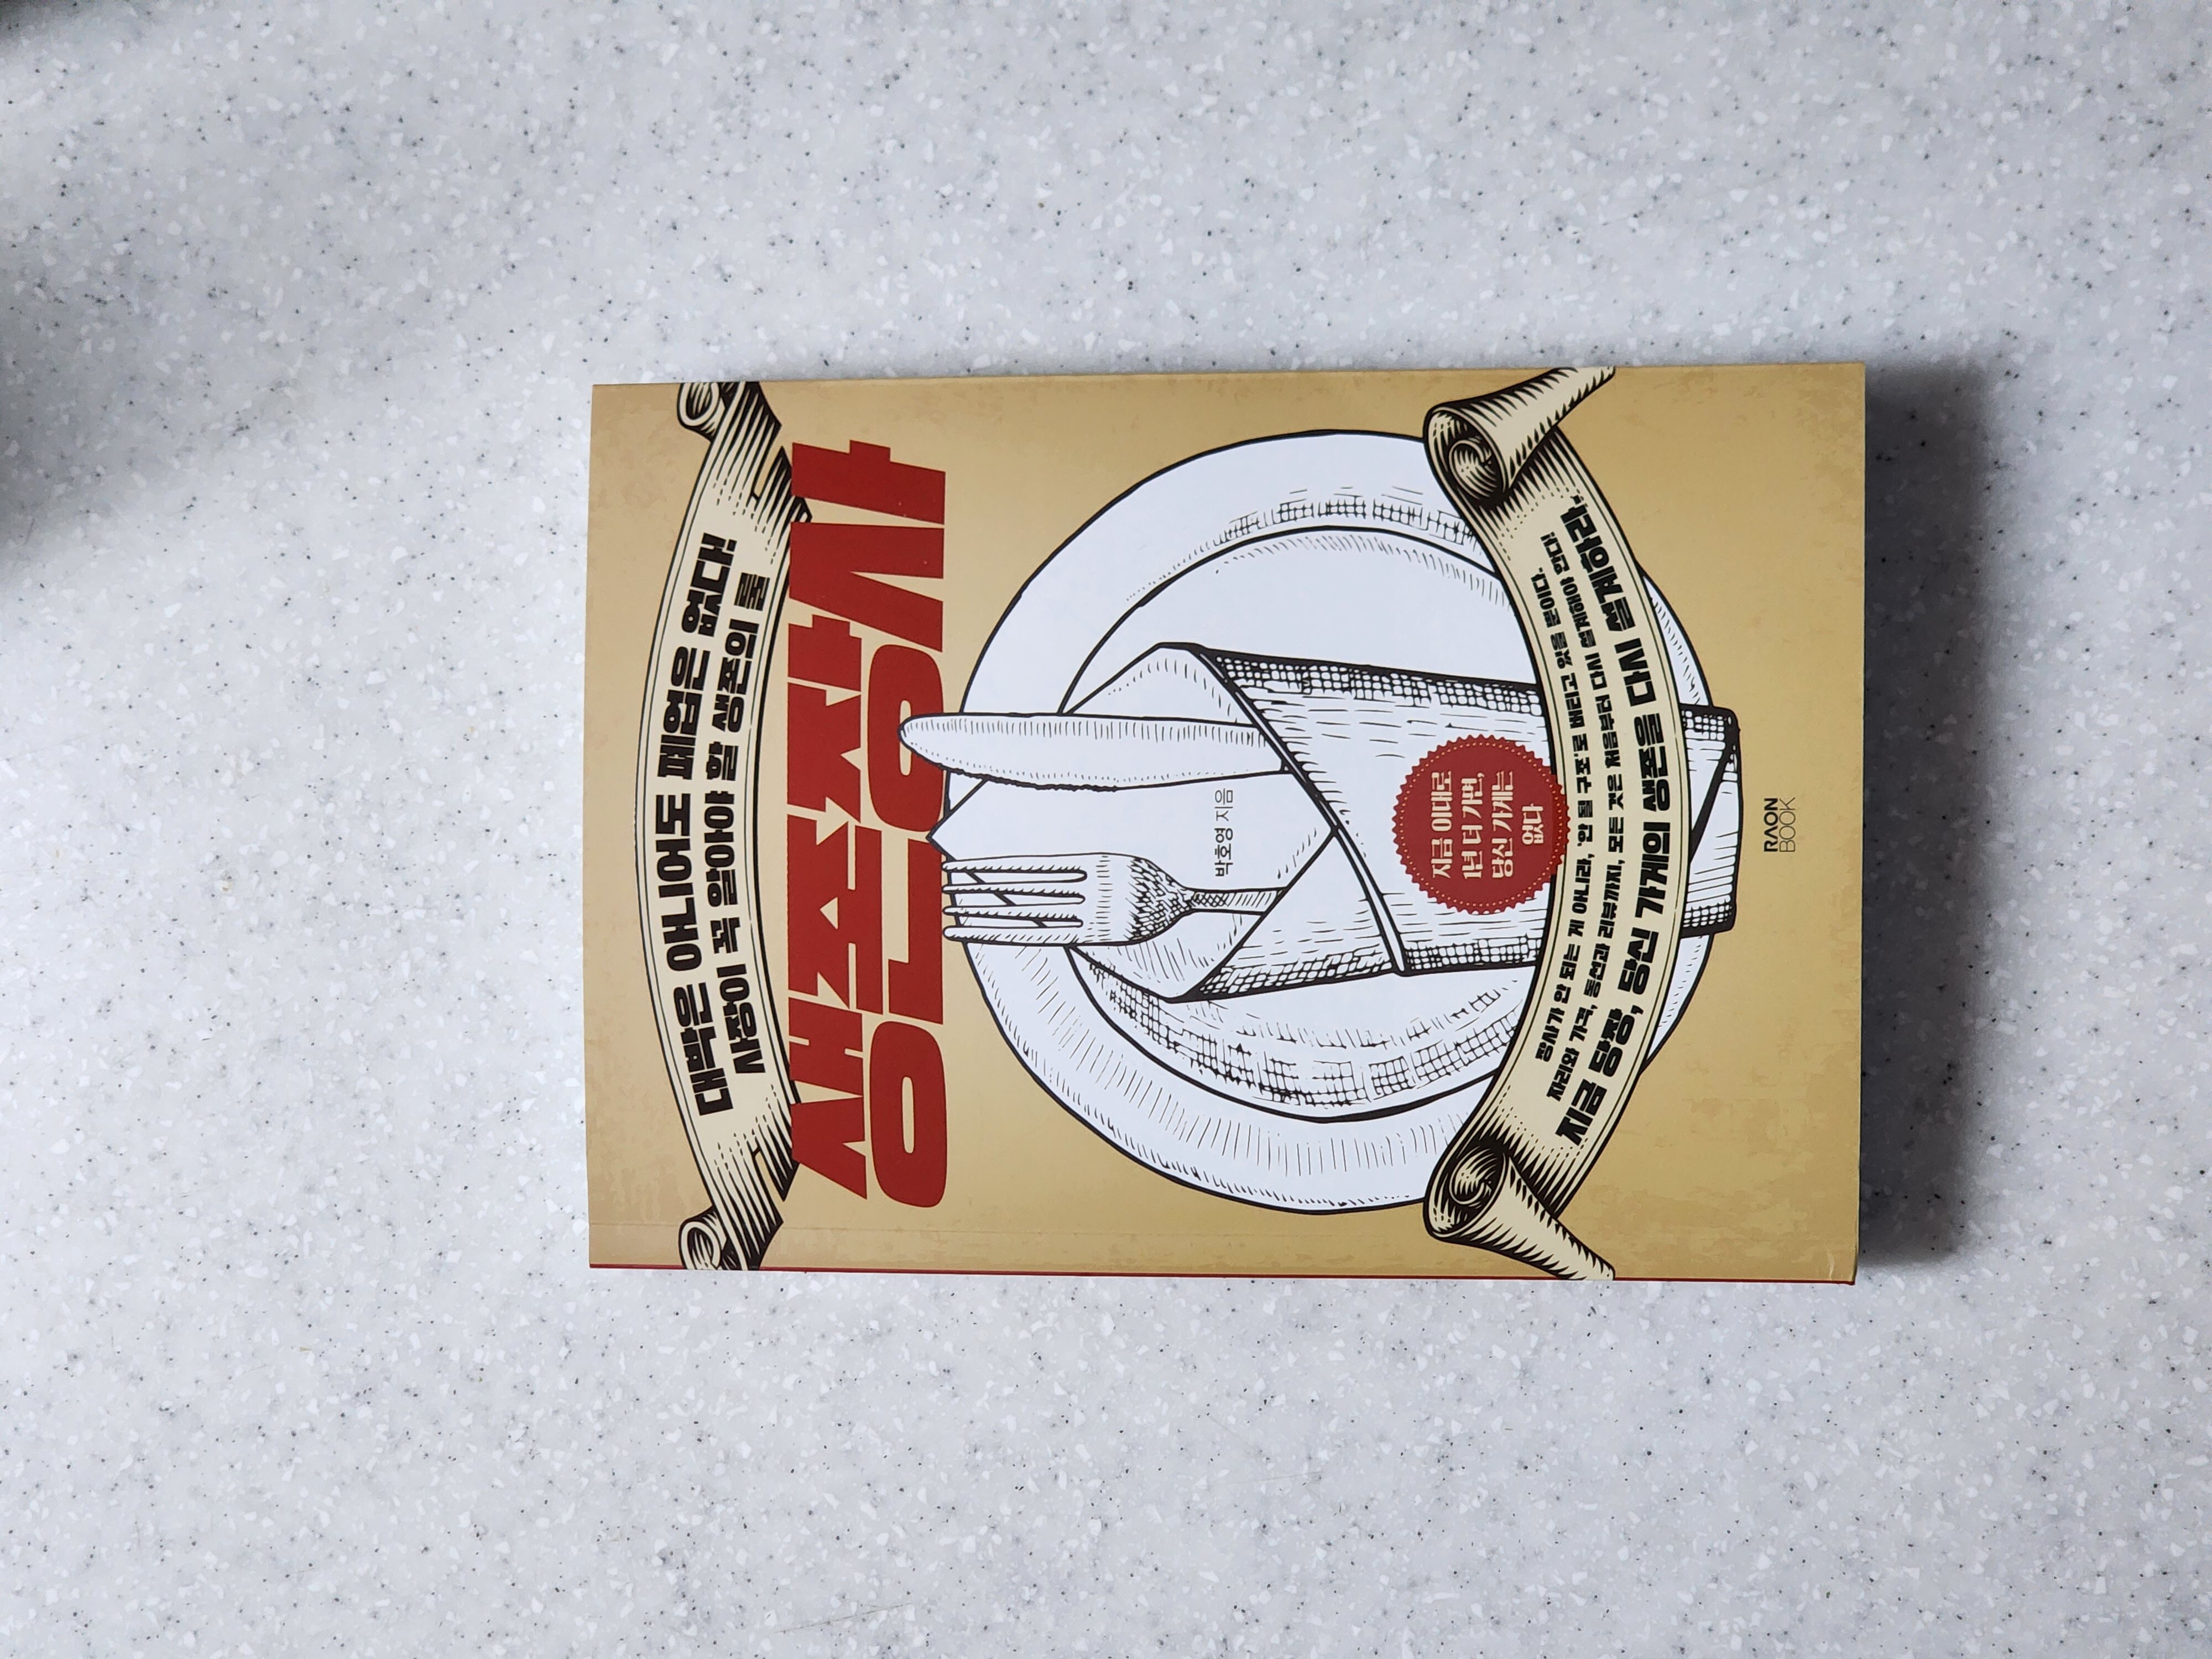 대박은 아니어도 폐업은 없다!
사장이 꼭 알아야 할 생존의 룰
생존장사
박호영 지음
지금 이대로
1년 더 가면,
당신 가게는
없다
장사가 안 되는 게 아니라, '안 될 구조'로 버티고 있을 뿐이다.
자리와 가격, 동선과 리뷰까지, 모든 것은 처음부터 다시 설계해야 한다!
지금 당장, 당신 가게의 생존을 다시 설계하라.
RAON
BOOK